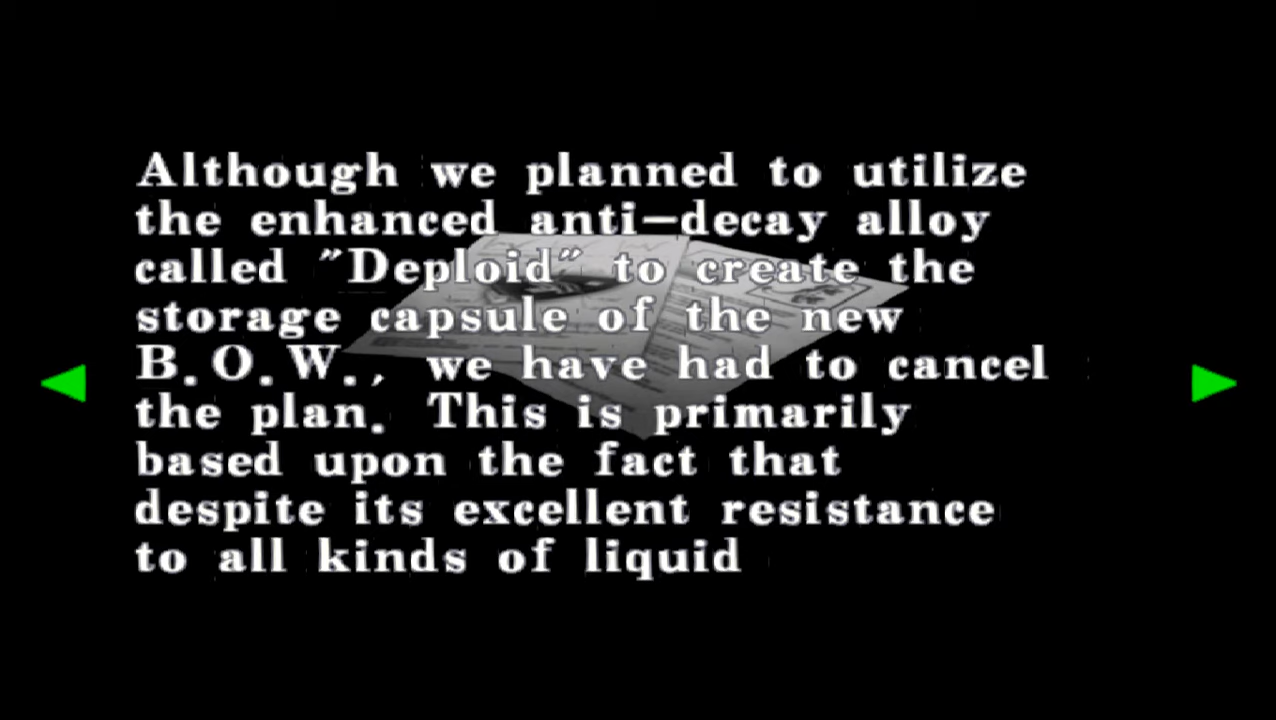 Although we planned to utilize
the enhanced anti-decay alloy
called "Deploid" to create the
storage capsule of the new
B.O.W., we have had to cancel
the plan. This is primarily
based upon the fact that
despite its excellent resistance
to all kinds of liquid